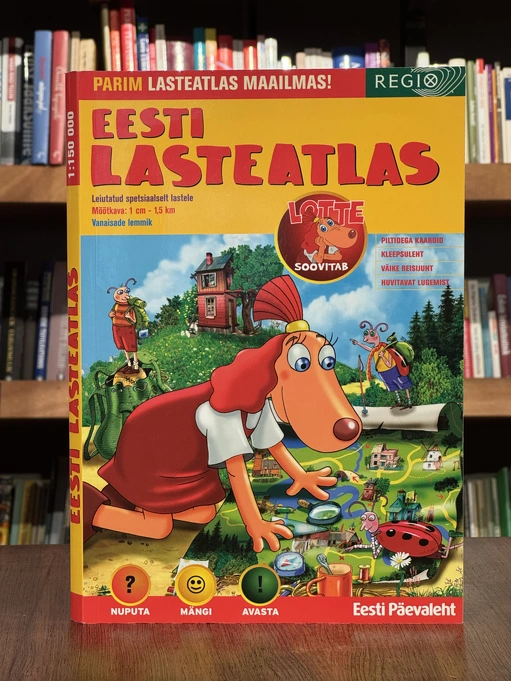 PARIM LASTEATLAS MAAILMAS!
REGIO
1:150 000
EESTI
LASTEATLAS
Leiutatud spetsiaalselt lastele
Mõõtkava: 1 cm - 1,5 km
Vanaisade lemmik
LOTTE
SOOVITAB
PILTIDEGA KAARDID
KLEEPSULEHT
VÄIKE REISIJUHT
HUVITAVAT LUGEMIST
EESTI LASTEATLAS
?
!
NUPUTA
MÄNGI
AVASTA
Eesti Päevaleht